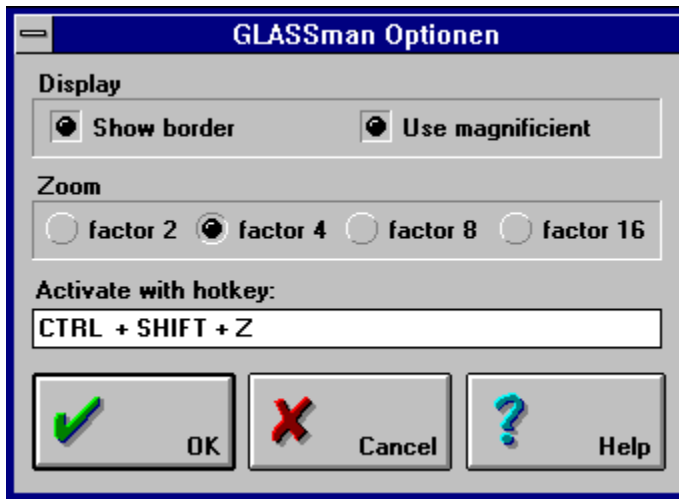 GLASSman Optionen
Display
Show border Use magnificient
Zoom
factor 2 factor 4 factor 8 factor 16
Activate with hotkey:
CTRL + SHIFT + Z
OK Cancel Help